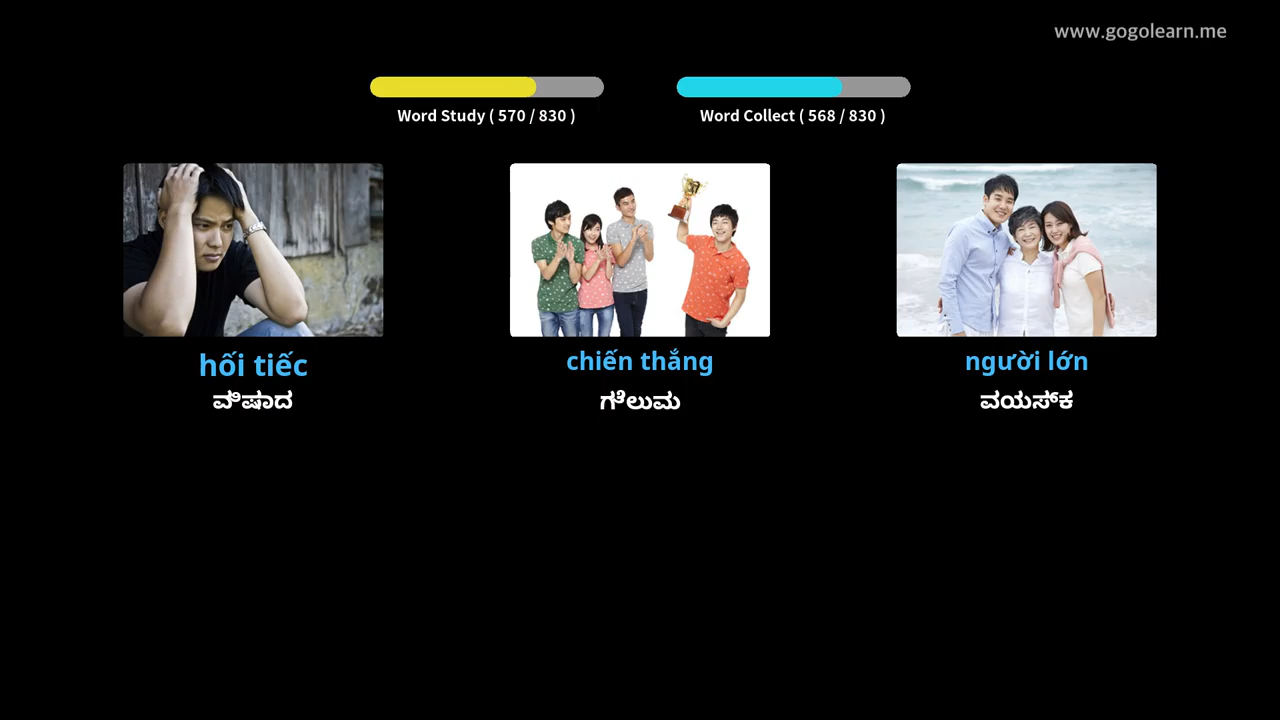 www.gogolearn.me
Word Study ( 570 / 830 )
Word Collect ( 568 / 830 )
hối tiếc
chiến thắng
người lớn
ವಿಷಾದ
ಗೆಲುಮ
ವಯಸ್ಕ